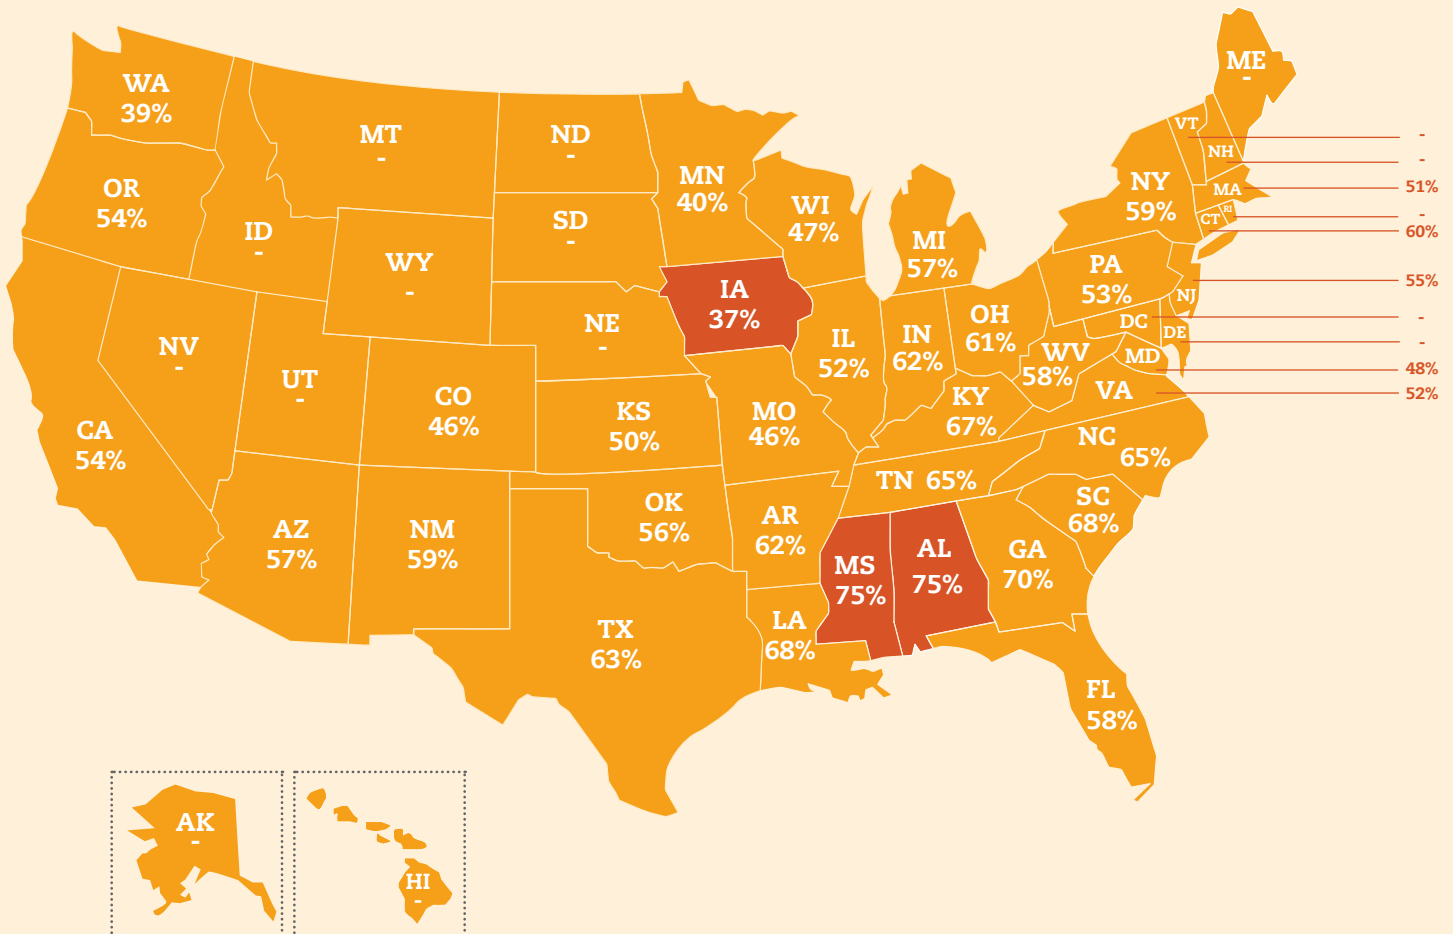 WA
39%
OR
54%
CA
54%
NV
-
ID
-
MT
-
WY
-
UT
-
AZ
57%
CO
46%
NM
59%
ND
-
SD
-
NE
-
KS
50%
OK
56%
TX
63%
MN
40%
IA
37%
MO
46%
AR
62%
LA
68%
WI
47%
IL
52%
MI
57%
IN
62%
OH
61%
KY
67%
TN 65%
MS
75%
AL
75%
GA
70%
FL
58%
SC
68%
NC
65%
WV
58%
VA
52%
PA
53%
NY
59%
ME
-
VT
-
NH
-
MA
51%
RI
-
CT
60%
NJ
55%
DC
-
DE
-
MD
48%
AK
-
HI
-